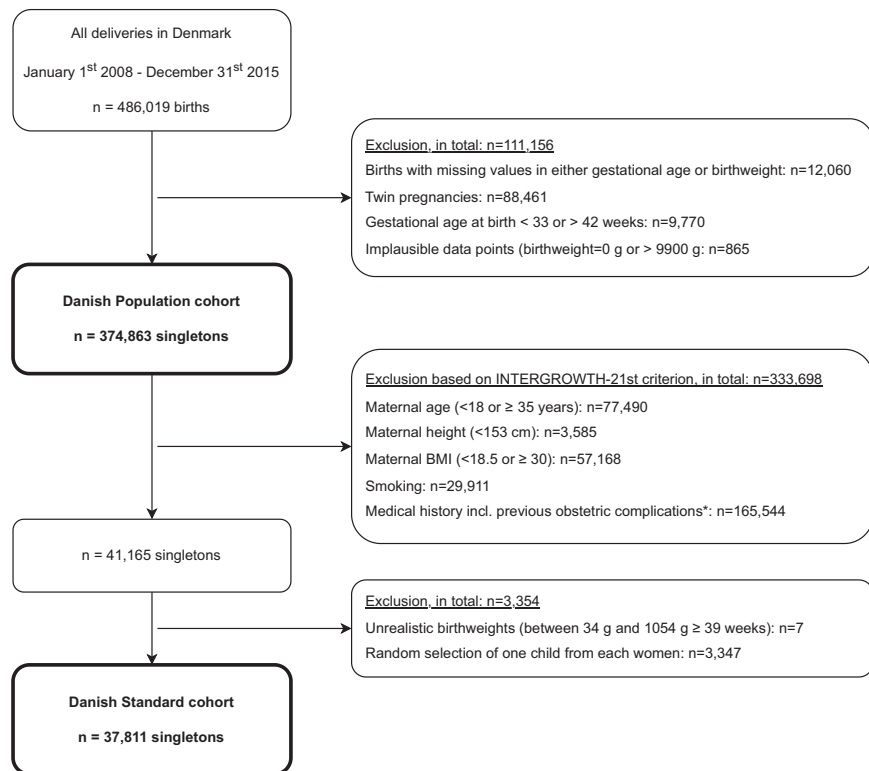 All deliveries in Denmark
January 1st 2008 - December 31st 2015
n = 486,019 births
Exclusion, in total: n=111,156
Births with missing values in either gestational age or birthweight: n=12,060
Twin pregnancies: n=88,461
Gestational age at birth < 33 or > 42 weeks: n=9,770
Implausible data points (birthweight=0 g or > 9900 g: n=865
Danish Population cohort
n = 374,863 singletons
Exclusion based on INTERGROWTH-21st criterion, in total: n=333,698
Maternal age (<18 or ≥ 35 years): n=77,490
Maternal height (<153 cm): n=3,585
Maternal BMI (<18.5 or ≥ 30): n=57,168
Smoking: n=29,911
Medical history incl. previous obstetric complications*: n=165,544
n = 41,165 singletons
Exclusion, in total: n=3,354
Unrealistic birthweights (between 34 g and 1054 g ≥ 39 weeks): n=7
Random selection of one child from each women: n=3,347
Danish Standard cohort
n = 37,811 singletons